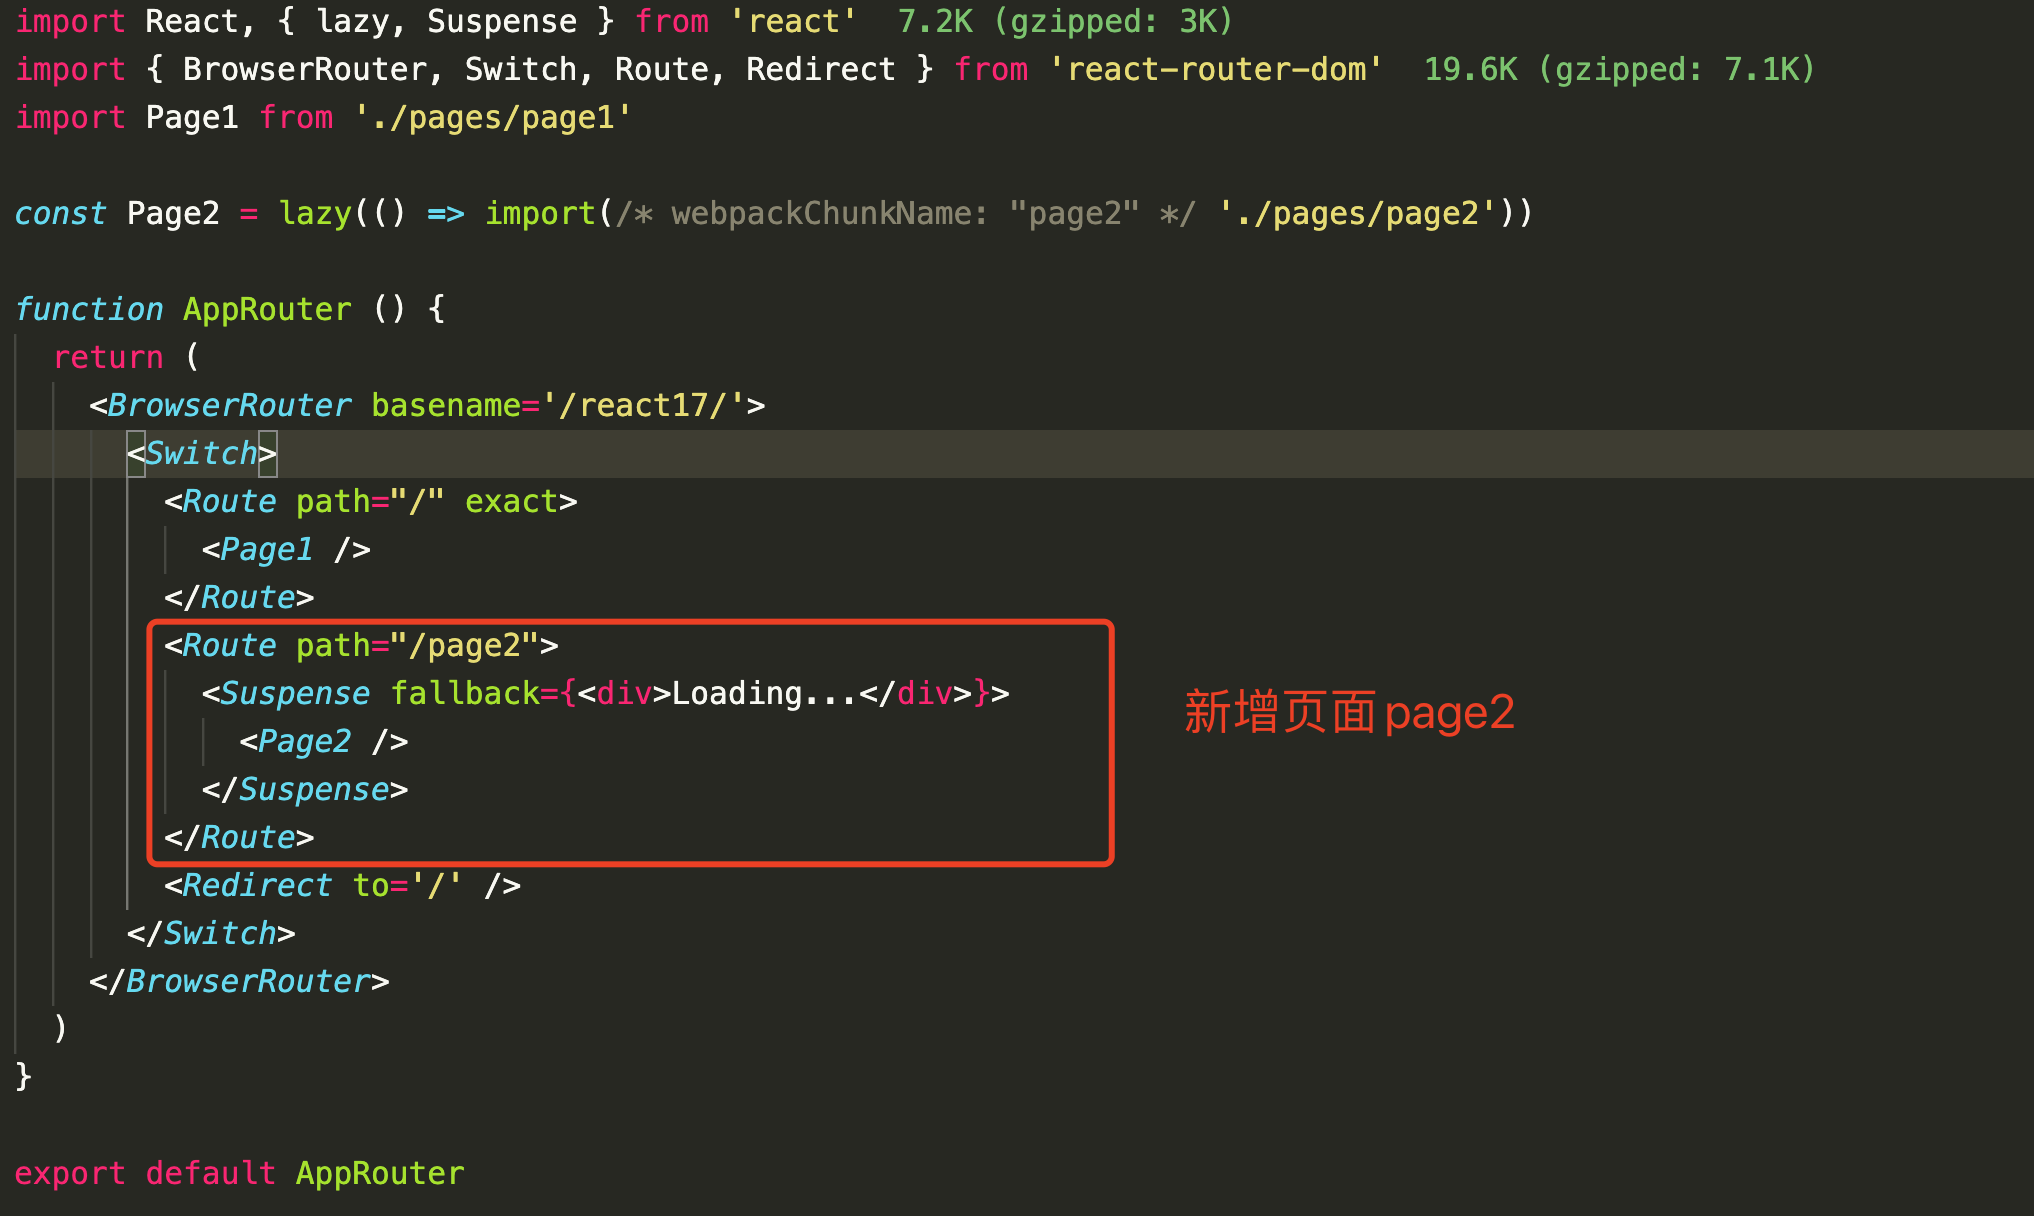 import React, { lazy, Suspense } from 'react'  7.2K (gzipped: 3K)
import { BrowserRouter, Switch, Route, Redirect } from 'react-router-dom'  19.6K (gzipped: 7.1K)
import Page1 from './pages/page1'

const Page2 = lazy(() => import(/* webpackChunkName: "page2" */ './pages/page2'))

function AppRouter () {
  return (
    <BrowserRouter basename='/react17/'>
      <Switch>
        <Route path="/" exact>
          <Page1 />
        </Route>
        <Route path="/page2">
          <Suspense fallback={<div>Loading...</div>}>
            <Page2 />
          </Suspense>
        </Route>
新增页面page2
        <Redirect to='/' />
      </Switch>
    </BrowserRouter>
  )
}

export default AppRouter